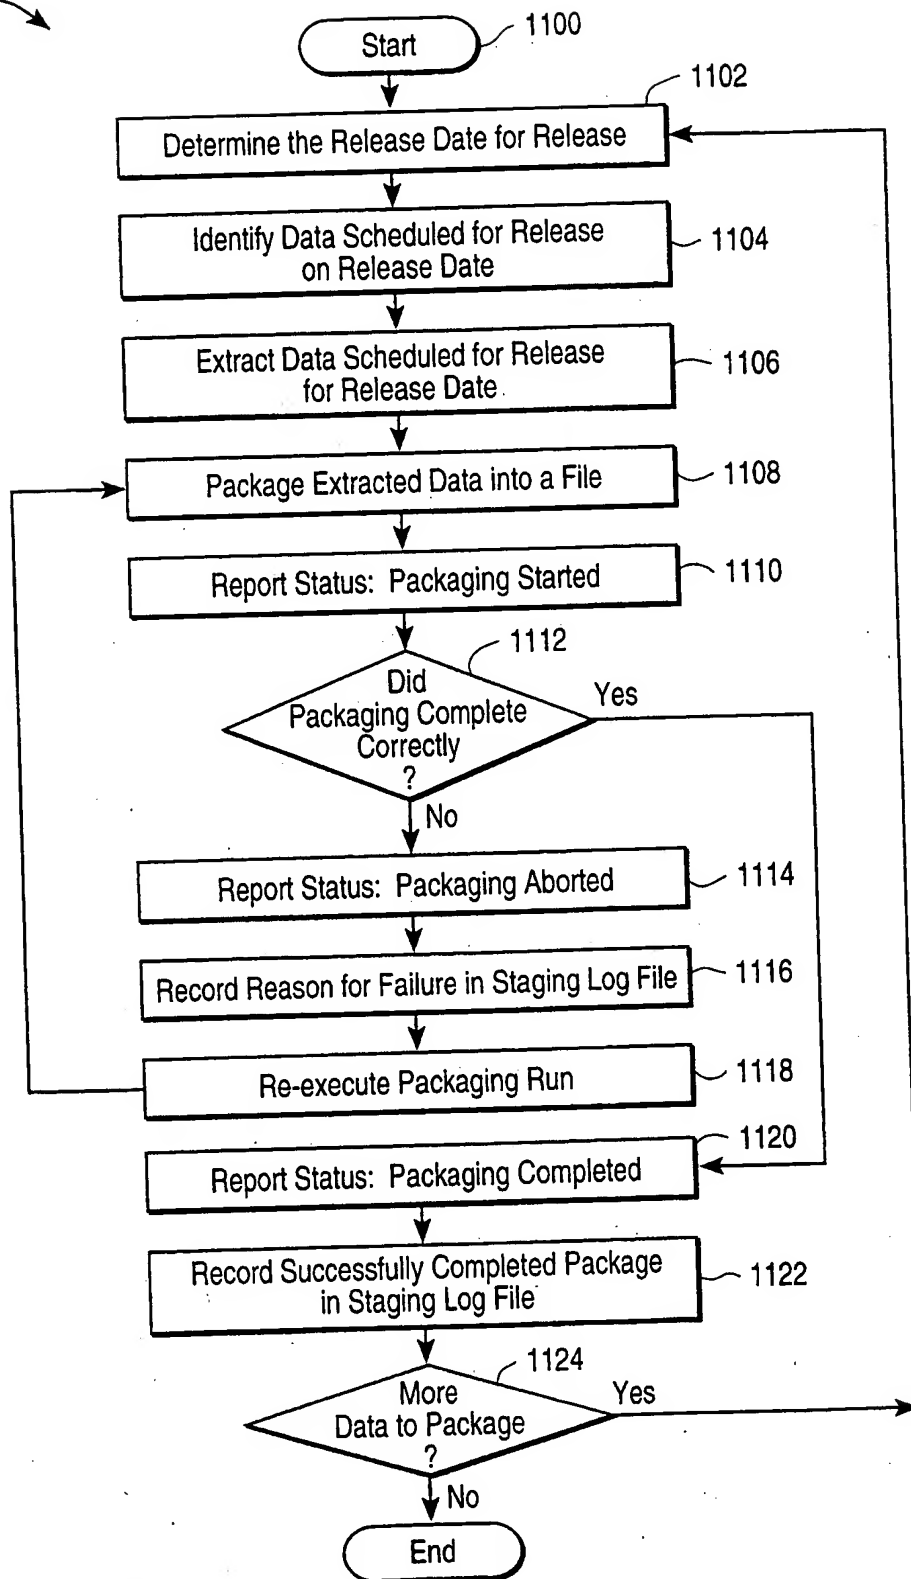 Start
1100
1102
Determine the Release Date for Release
Identify Data Scheduled for Release
on Release Date
1104
Extract Data Scheduled for Release
for Release Date
1106
Package Extracted Data into a File
1108
Report Status: Packaging Started
1110
1112
Did
Packaging Complete
Correctly
?
Yes
No
Report Status: Packaging Aborted
1114
Record Reason for Failure in Staging Log File
1116
Re-execute Packaging Run
1118
1120
Report Status: Packaging Completed
Record Successfully Completed Package
in Staging Log File
1122
1124
More
Data to Package
?
Yes
No
End